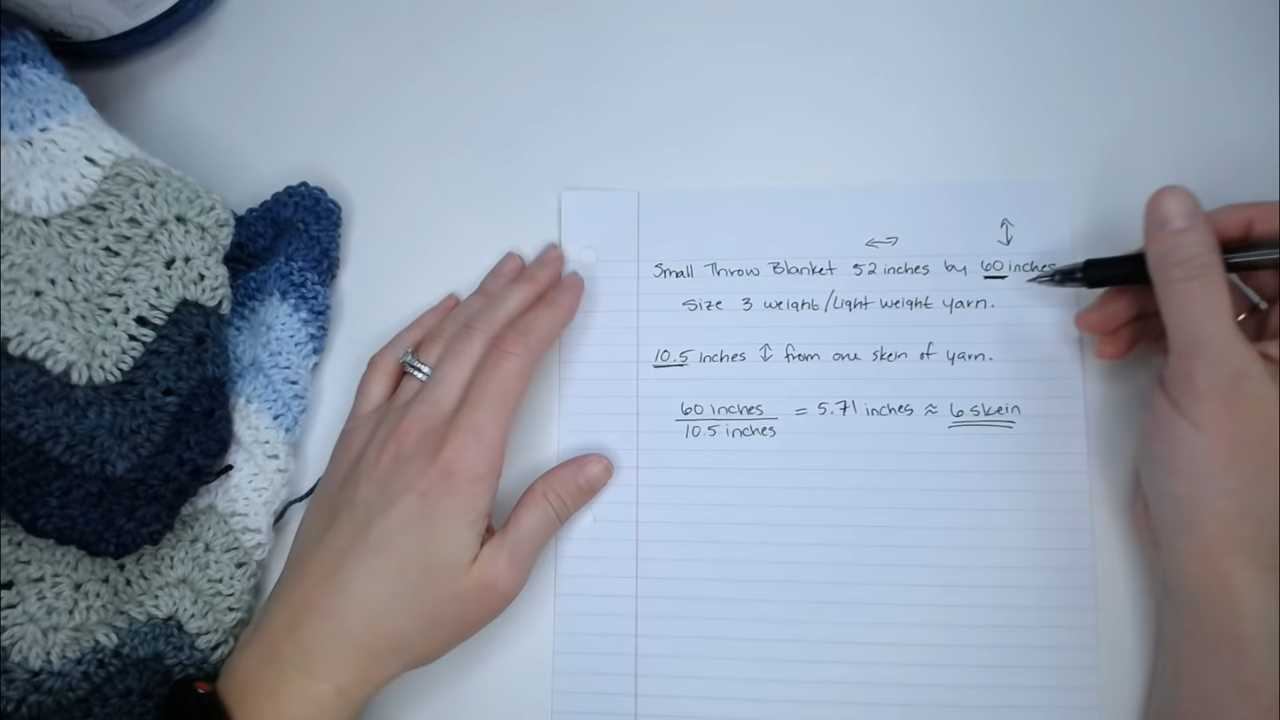 ↔ ↕
Small Throw Blanket 52 inches by 60 inches
Size 3 weight/Light weight yarn.
10.5 inches ↕ from one skein of yarn.
60 inches
10.5 inches
= 5.71 inches ≈ 6 skein